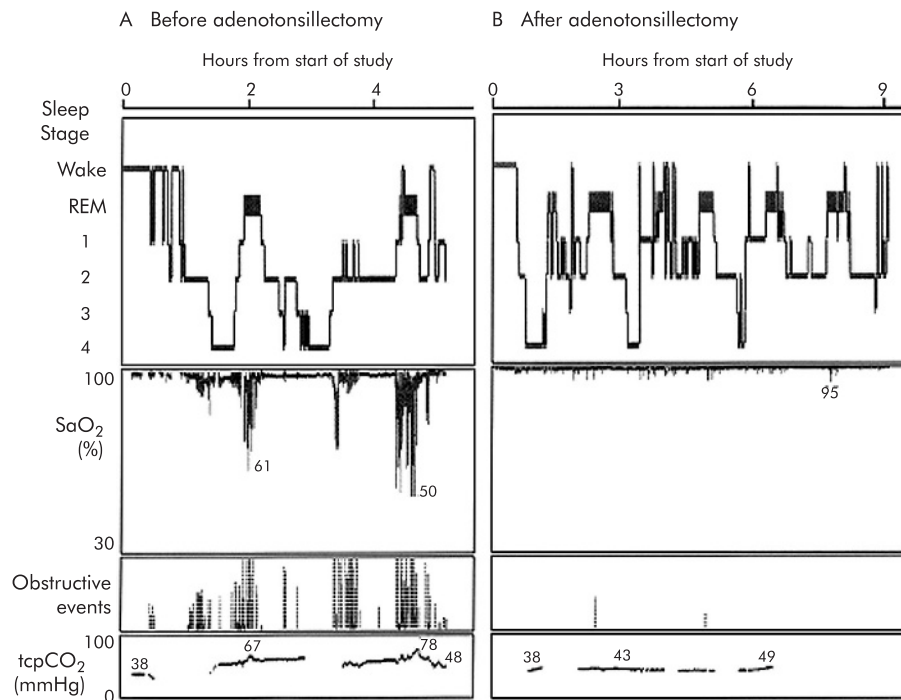 A Before adenotonsillectomy
B After adenotonsillectomy
Hours from start of study
Hours from start of study
0 2 4
0 3 6 9
Sleep
Stage
Wake
REM
1
2
3
4
100
SaO2
(%)
30
61
50
95
Obstructive
events
100
tcpCO2
(mmHg)
0
38
67
78
48
38
43
49